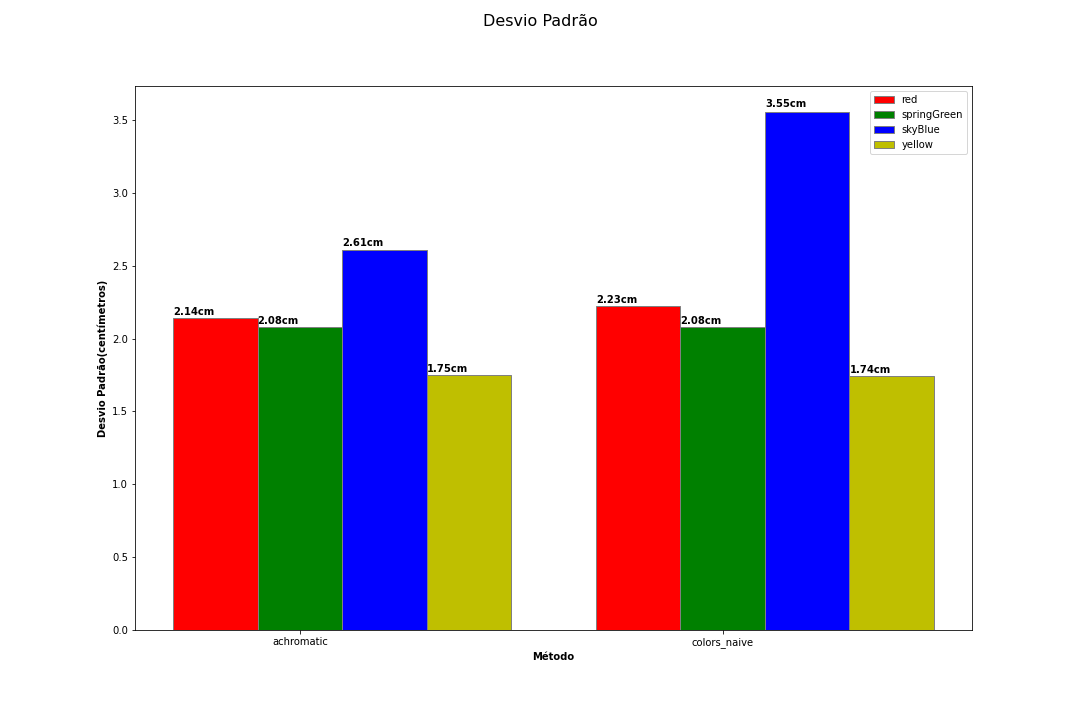 Desvio Padrão
red
springGreen
skyBlue
yellow
3.5
3.0
2.5
2.0
1.5
1.0
0.5
0.0
Desvio Padrão(centímetros)
2.14cm
2.08cm
2.61cm
1.75cm
2.23cm
2.08cm
3.55cm
1.74cm
achromatic
colors_naive
Método